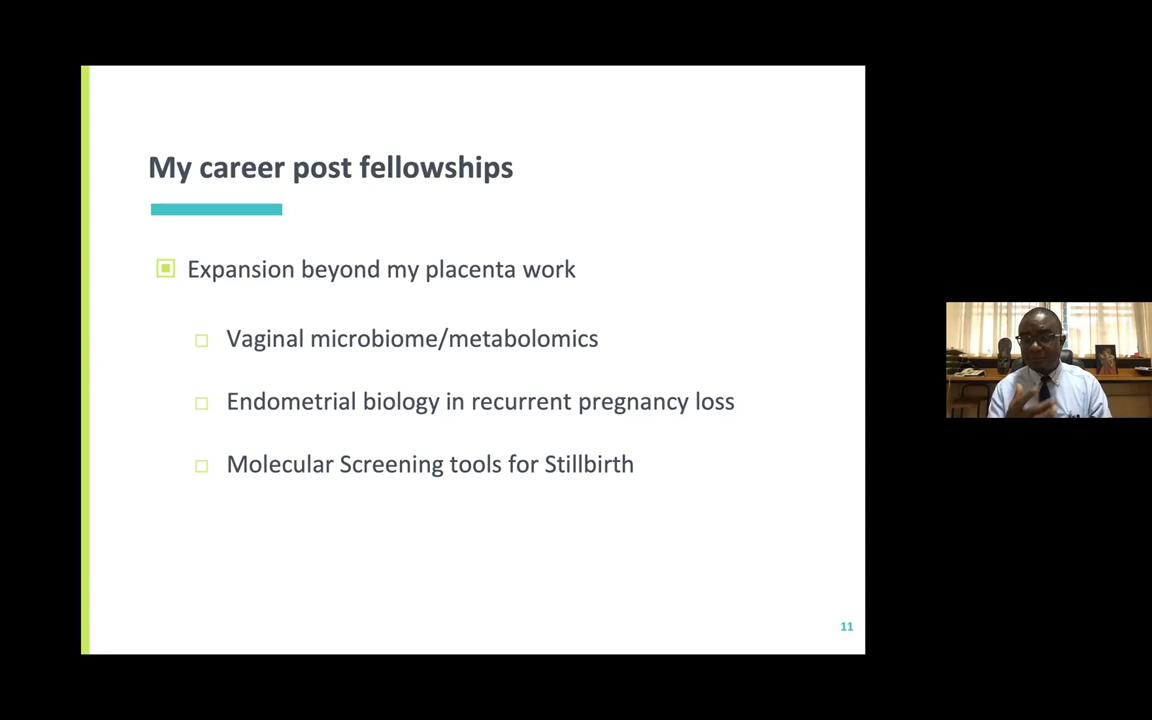 My career post fellowships
Expansion beyond my placenta work
Vaginal microbiome/metabolomics
Endometrial biology in recurrent pregnancy loss
Molecular Screening tools for Stillbirth
11